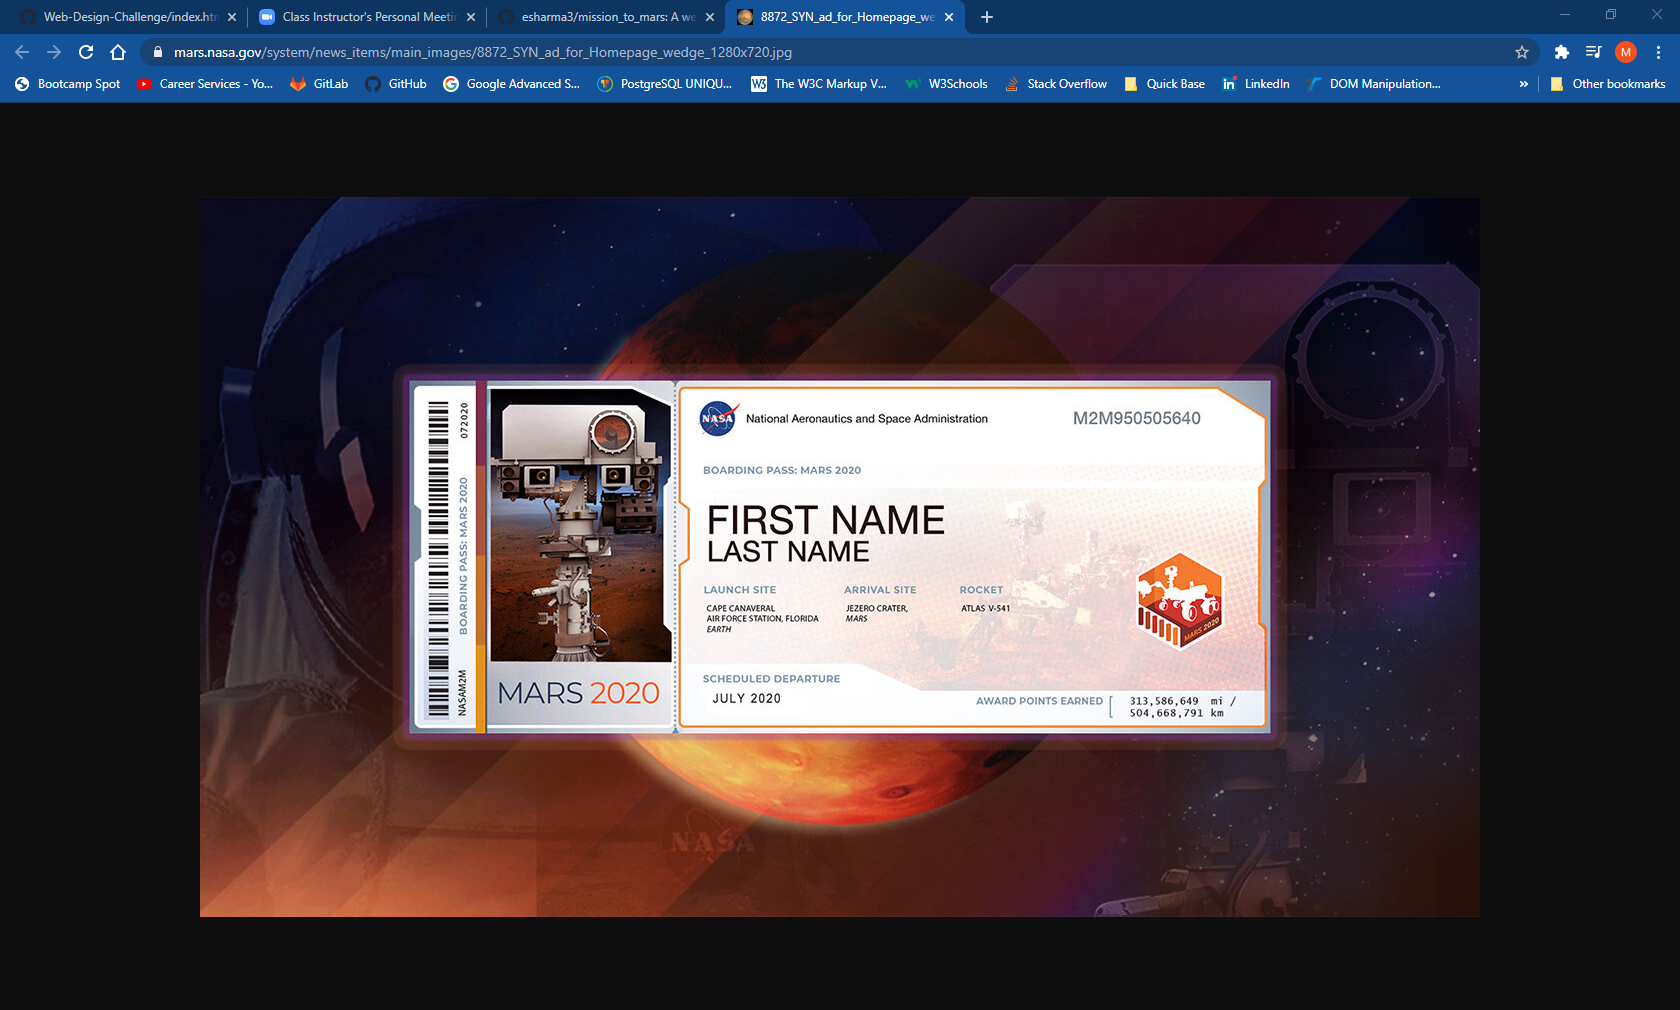 Web-Design-Challenge/index.htm
Class Instructor's Personal Meetin
esharma3/mission_to_mars: A we
8872_SYN_ad_for_Homepage_we
mars.nasa.gov/system/news_items/main_images/8872_SYN_ad_for_Homepage_wedge_1280x720.jpg
M
Bootcamp Spot
Career Services - Yo...
GitLab
GitHub
Google Advanced S...
PostgreSQL UNIQU...
The W3C Markup V...
W3Schools
Stack Overflow
Quick Base
LinkedIn
DOM Manipulation...
»
Other bookmarks
072020
BOARDING PASS: MARS 2020
NASAM2M
MARS 2020
NASA
National Aeronautics and Space Administration
M2M950505640
BOARDING PASS: MARS 2020
FIRST NAME
LAST NAME
LAUNCH SITE
CAPE CANAVERAL
AIR FORCE STATION, FLORIDA
EARTH
ARRIVAL SITE
JEZERO CRATER,
MARS
ROCKET
ATLAS V-541
MARS 2020
SCHEDULED DEPARTURE
JULY 2020
AWARD POINTS EARNED
313,586,649 mi /
504,668,791 km
NASA